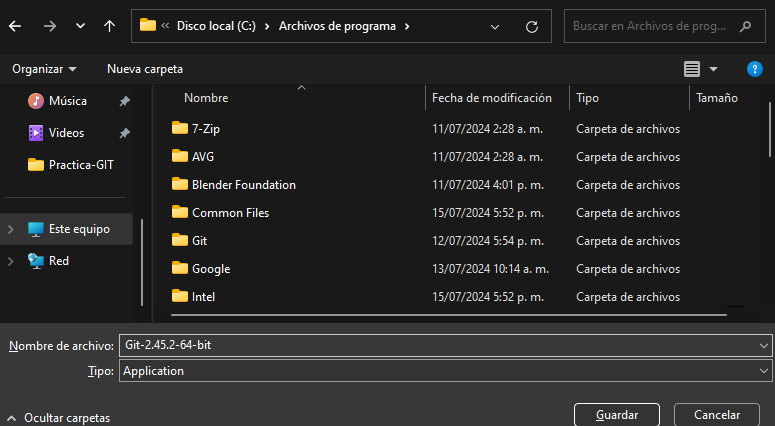 Disco local (C:) Archivos de programa Buscar en Archivos de prog...
Organizar Nueva carpeta
Nombre Fecha de modificación Tipo Tamaño
Música
Videos
Practica-GIT
Este equipo
Red
7-Zip 11/07/2024 2:28 a. m. Carpeta de archivos
AVG 11/07/2024 2:28 a. m. Carpeta de archivos
Blender Foundation 11/07/2024 4:01 p. m. Carpeta de archivos
Common Files 15/07/2024 5:52 p. m. Carpeta de archivos
Git 12/07/2024 5:54 p. m. Carpeta de archivos
Google 13/07/2024 10:14 a. m. Carpeta de archivos
Intel 15/07/2024 5:52 p. m. Carpeta de archivos
Nombre de archivo: Git-2.45.2-64-bit
Tipo: Application
Ocultar carpetas Guardar Cancelar